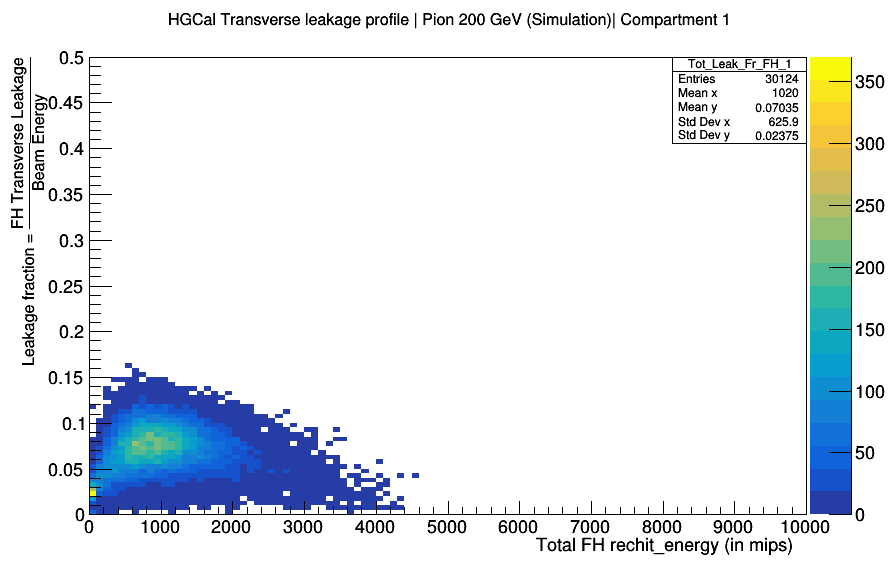 HGCal Transverse leakage profile | Pion 200 GeV (Simulation)| Compartment 1
Leakage fraction = FH Transverse Leakage
Beam Energy
0.5
0.45
0.4
0.35
0.3
0.25
0.2
0.15
0.1
0.05
0
Tot_Leak_Fr_FH_1
Entries 30124
Mean x 1020
Mean y 0.07035
Std Dev x 625.9
Std Dev y 0.02375
350
300
250
200
150
100
50
0
0 1000 2000 3000 4000 5000 6000 7000 8000 9000 10000
Total FH rechit_energy (in mips)